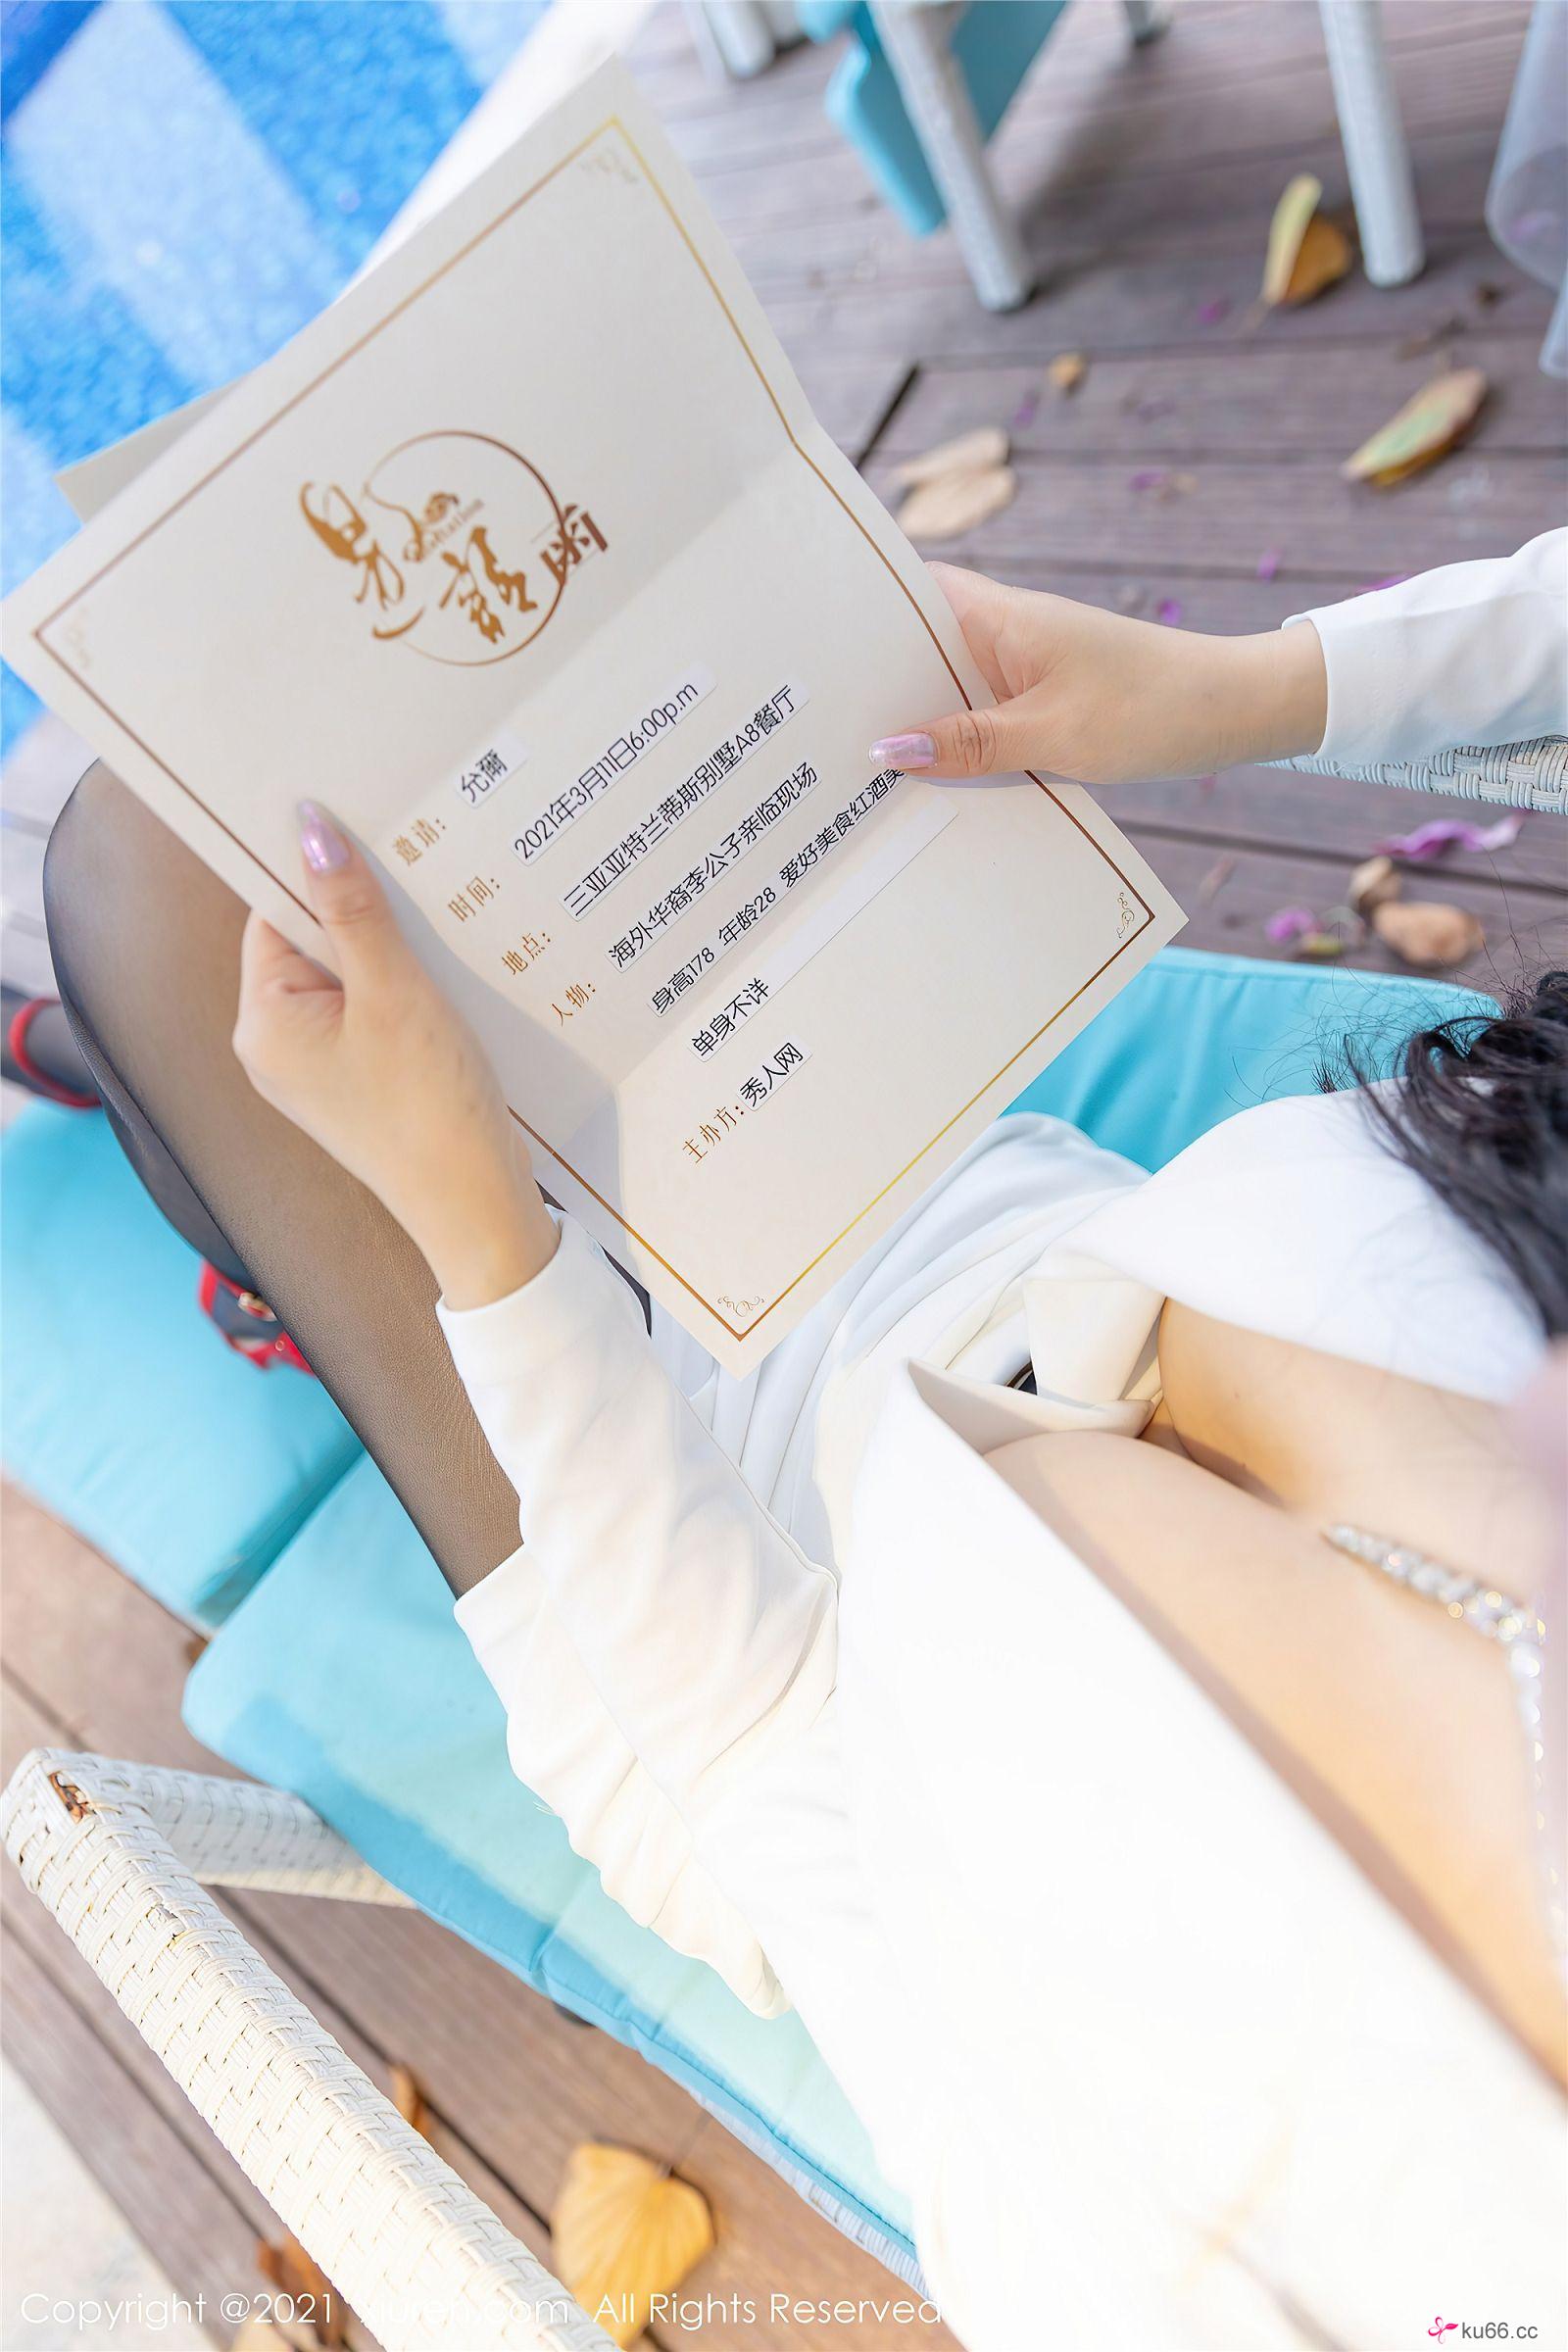 邀請函
Invitation
邀请：允爾
时间：2021年3月11日6:00p.m
地点：三亚亚特兰蒂斯别墅A8餐厅
人物：海外华裔李公子亲临现场
身高178 年龄28 爱好美食红酒美
单身不详
主办方：秀人网
Copyright @2021 Xiuren.com All Rights Reserved
ku66.cc